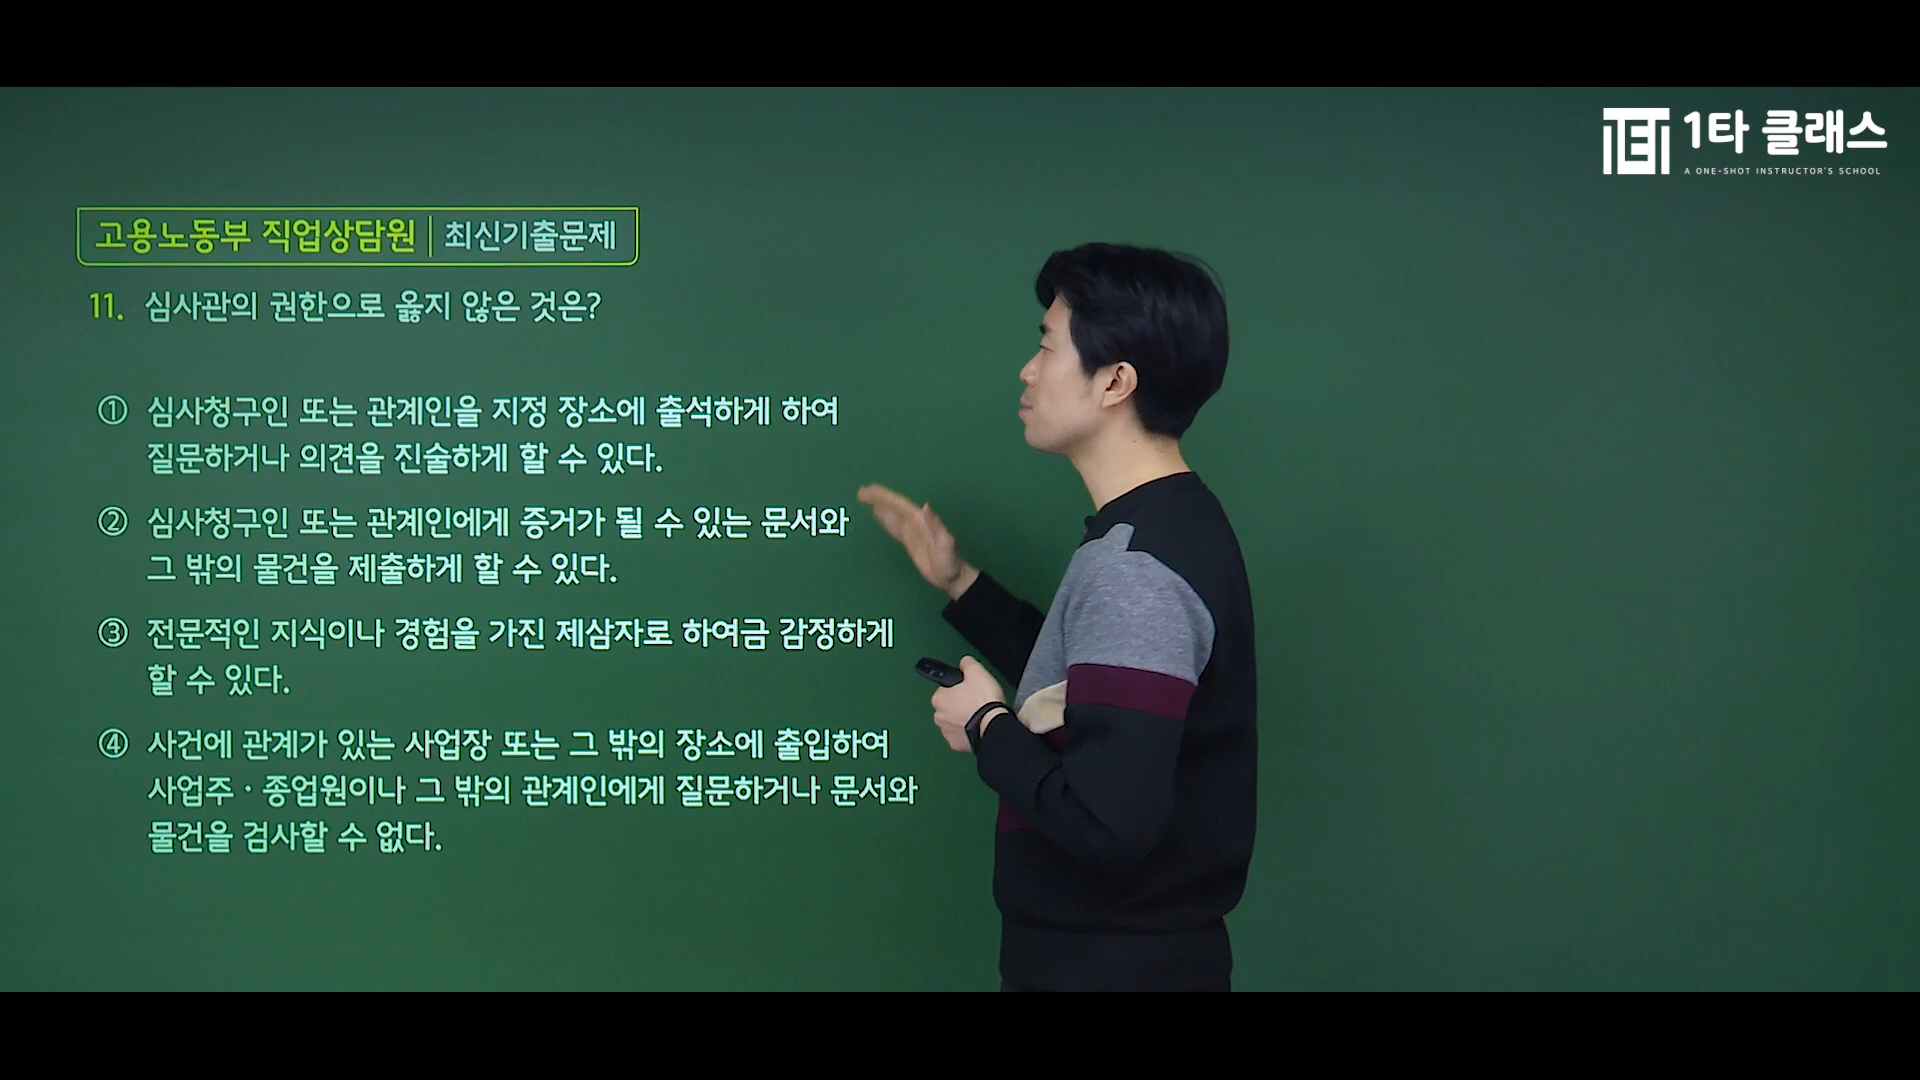 1타 클래스
A ONE-SHOT INSTRUCTOR'S SCHOOL
고용노동부 직업상담원 | 최신기출문제
11. 심사관의 권한으로 옳지 않은 것은?
① 심사청구인 또는 관계인을 지정 장소에 출석하게 하여
질문하거나 의견을 진술하게 할 수 있다.
② 심사청구인 또는 관계인에게 증거가 될 수 있는 문서와
그 밖의 물건을 제출하게 할 수 있다.
③ 전문적인 지식이나 경험을 가진 제삼자로 하여금 감정하게
할 수 있다.
④ 사건에 관계가 있는 사업장 또는 그 밖의 장소에 출입하여
사업주·종업원이나 그 밖의 관계인에게 질문하거나 문서와
물건을 검사할 수 없다.